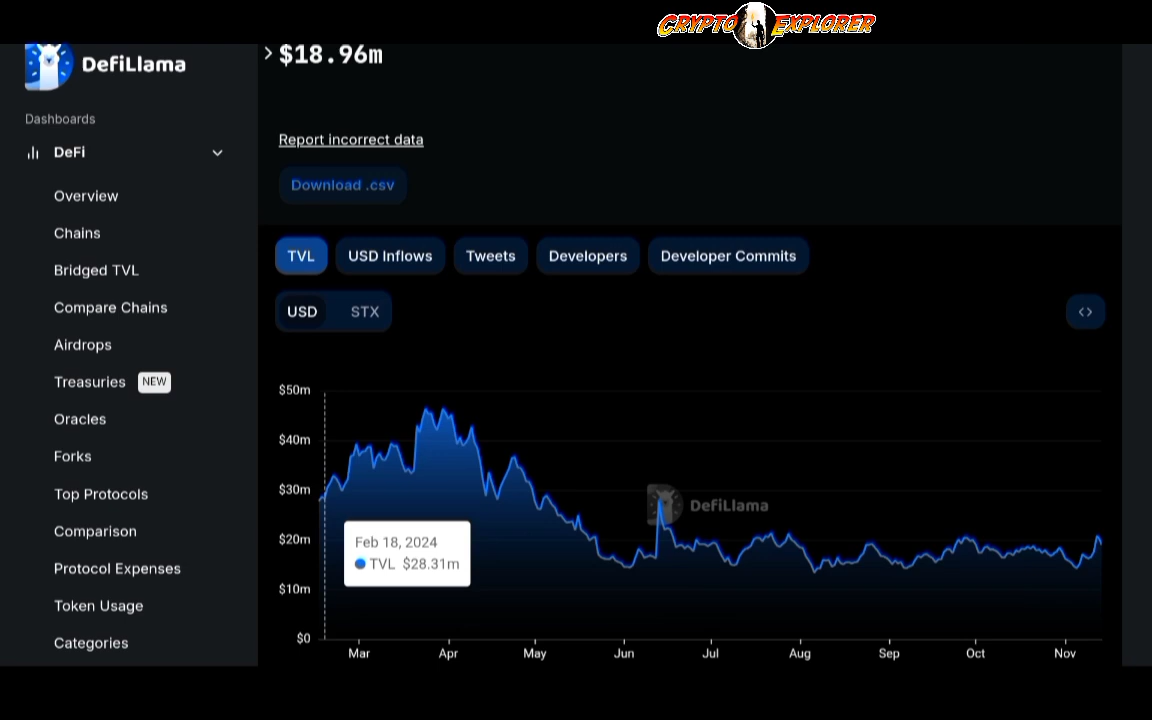 CRYPTO EXPLORER
DefiLlama
$18.96m
Dashboards
DeFi
Report incorrect data
Download .csv
Overview
Chains
Bridged TVL
Compare Chains
Airdrops
Treasuries NEW
Oracles
Forks
Top Protocols
Comparison
Protocol Expenses
Token Usage
Categories
TVL USD Inflows Tweets Developers Developer Commits
USD STX
<>
$50m
$40m
$30m
$20m
$10m
$0
DefiLlama
Feb 18, 2024
TVL $28.31m
Mar Apr May Jun Jul Aug Sep Oct Nov